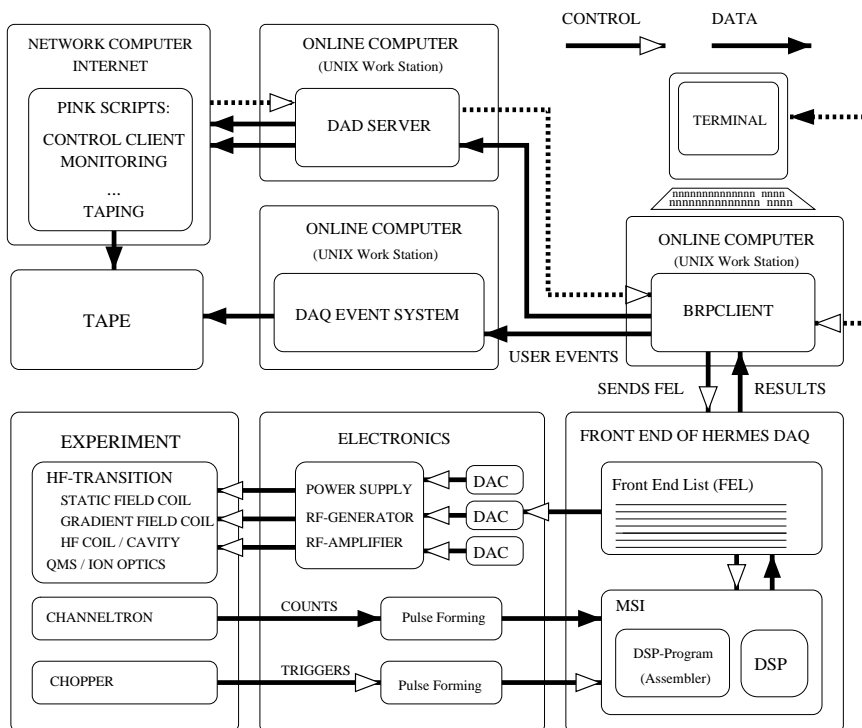 CONTROL
DATA
NETWORK COMPUTER
INTERNET
PINK SCRIPTS:
CONTROL CLIENT
MONITORING
...
TAPING
ONLINE COMPUTER
(UNIX Work Station)
DAD SERVER
TERMINAL
nnnnnnnnnnnnnn nnnn
nnnnnnnnnnnnnnn nnnn
ONLINE COMPUTER
(UNIX Work Station)
DAQ EVENT SYSTEM
ONLINE COMPUTER
(UNIX Work Station)
BRPCLIENT
TAPE
USER EVENTS
SENDS FEL
RESULTS
EXPERIMENT
HF-TRANSITION
STATIC FIELD COIL
GRADIENT FIELD COIL
HF COIL / CAVITY
QMS / ION OPTICS
CHANNELTRON
CHOPPER
ELECTRONICS
POWER SUPPLY
RF-GENERATOR
RF-AMPLIFIER
DAC
DAC
DAC
COUNTS
Pulse Forming
TRIGGERS
Pulse Forming
FRONT END OF HERMES DAQ
Front End List (FEL)
MSI
DSP-Program
(Assembler)
DSP